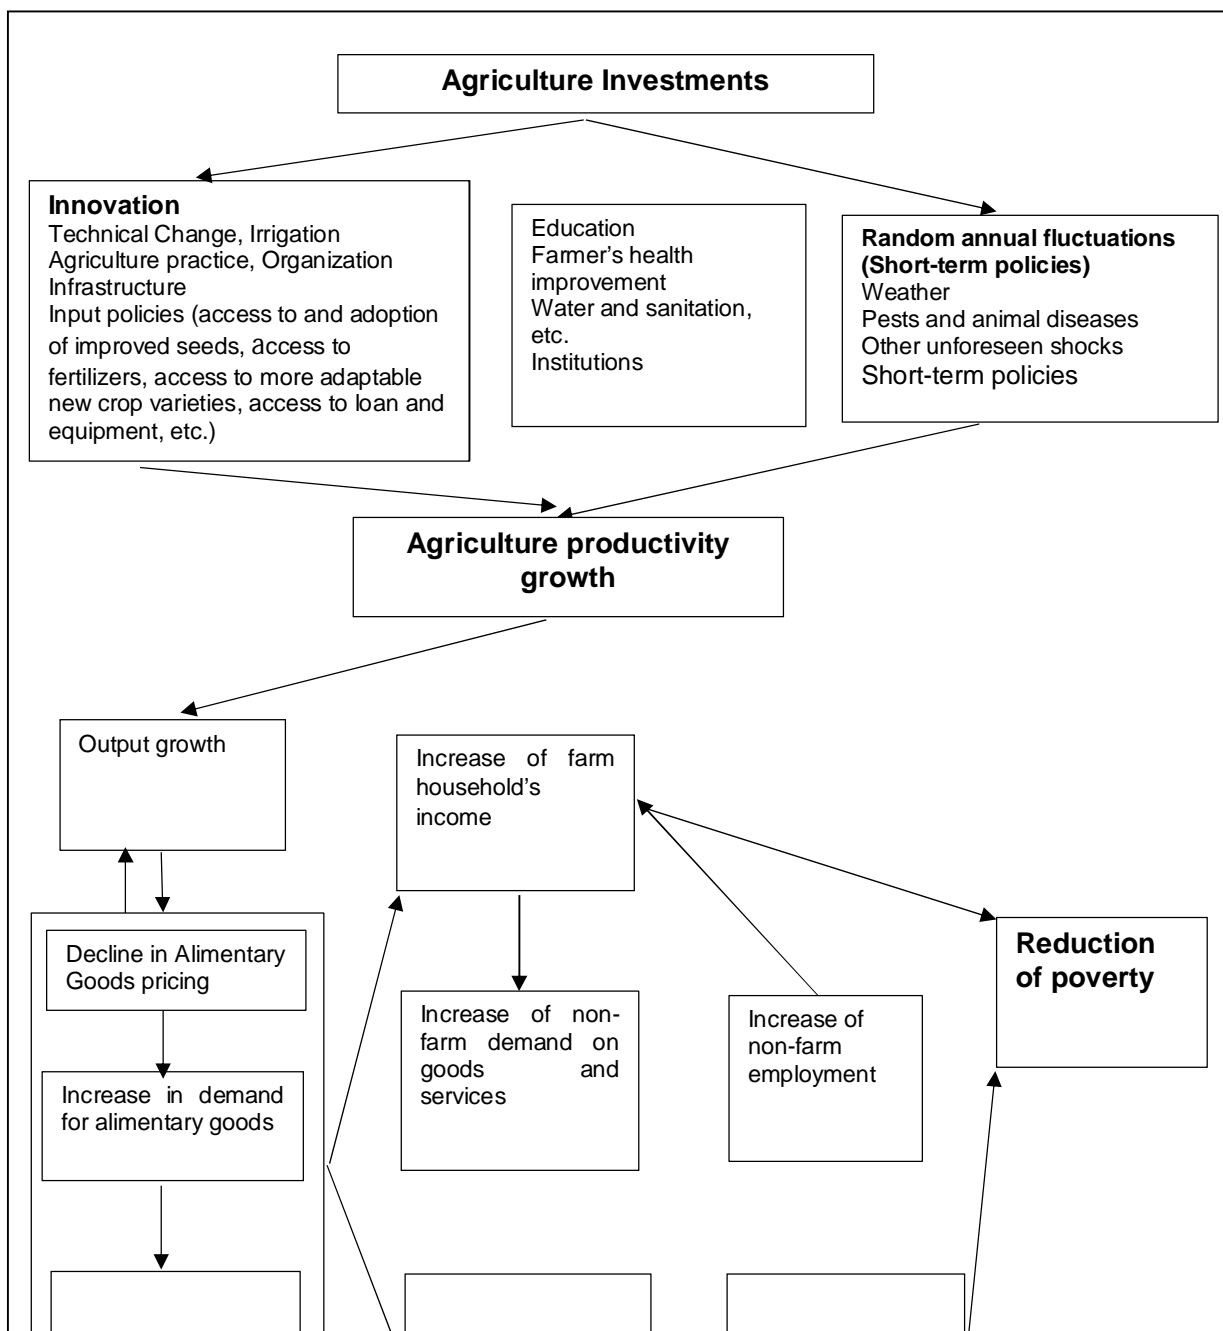 Agriculture Investments
Innovation
Technical Change, Irrigation
Agriculture practice, Organization
Infrastructure
Input policies (access to and adoption
of improved seeds, access to
fertilizers, access to more adaptable
new crop varieties, access to loan and
equipment, etc.)
Education
Farmer’s health
improvement
Water and sanitation,
etc.
Institutions
Random annual fluctuations
(Short-term policies)
Weather
Pests and animal diseases
Other unforeseen shocks
Short-term policies
Agriculture productivity
growth
Output growth
Increase of farm
household’s
income
Decline in Alimentary
Goods pricing
Reduction
of poverty
Increase of non-
farm demand on
goods and
services
Increase of
non-farm
employment
Increase in demand
for alimentary goods